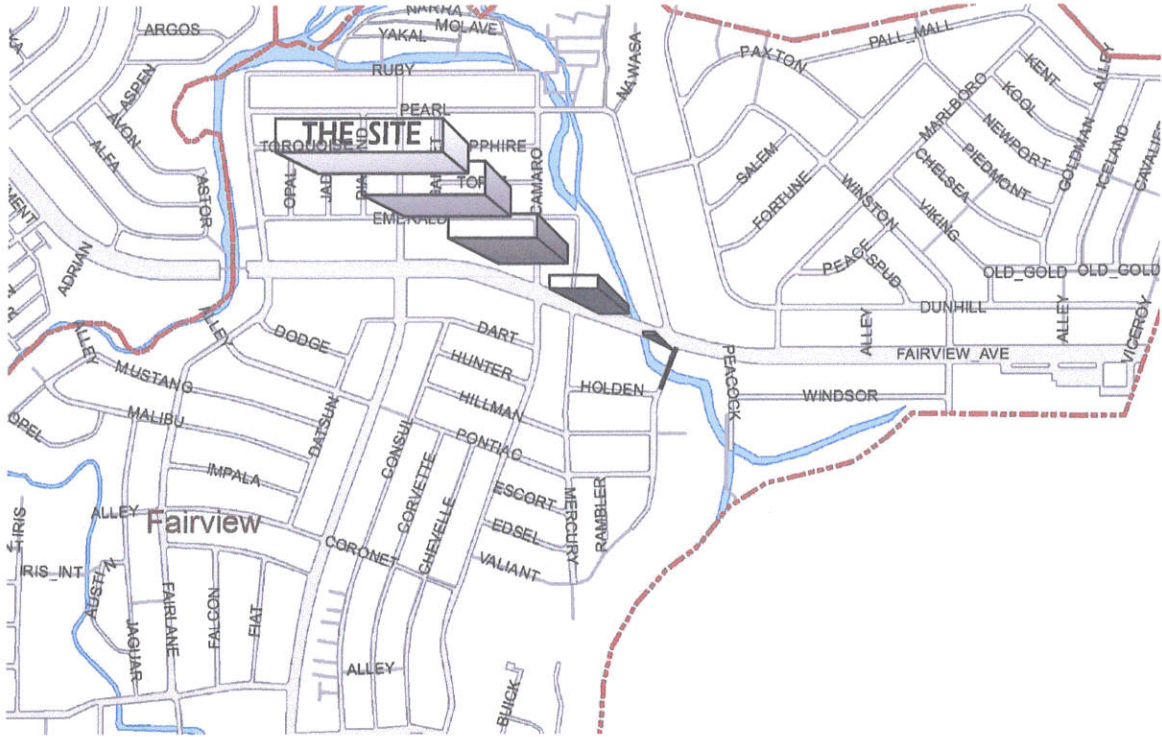 NARRA
MOLAVE
ARGOS
YAKAL
PALL_MALL
PAXTON
KENT
ALLEY
RUBY
NAWASA
ASPEN
KOOL
PEARL
MARLBORO
NEWPORT
AVON
THE SITE
GOLDMAN
ICELAND
TORQUOISE
PPHIRE
ALFA
SALEM
PIEDMONT
CHELSEA
OPAL
CAMARO
WINSTON
ASTOR
EMERALD
FORTUNE
VIKING
ADRIAN
PEACE
SPUD
OLD_GOLD
OLD_GOLD
DUNHILL
ALLEY
ALLEY
ALLEY
ALLEY
DODGE
DART
VICEROY
FAIRVIEW_AVE
HUNTER
PEACOCK
MUSTANG
HOLDEN
WINDSOR
HILLMAN
MALIBU
DATSUN
OPEL
CONSUL
PONTIAC
IMPALA
CORVETTE
ESCORT
MERCURY
RAMBLER
ALLEY
Fairview
IRIS
EDSEL
CORONET
CHEVELLE
VALIANT
IRIS_INT
AUSTIN
FAIRLANE
FALCON
FIAT
JAGUAR
ALLEY
BUICK